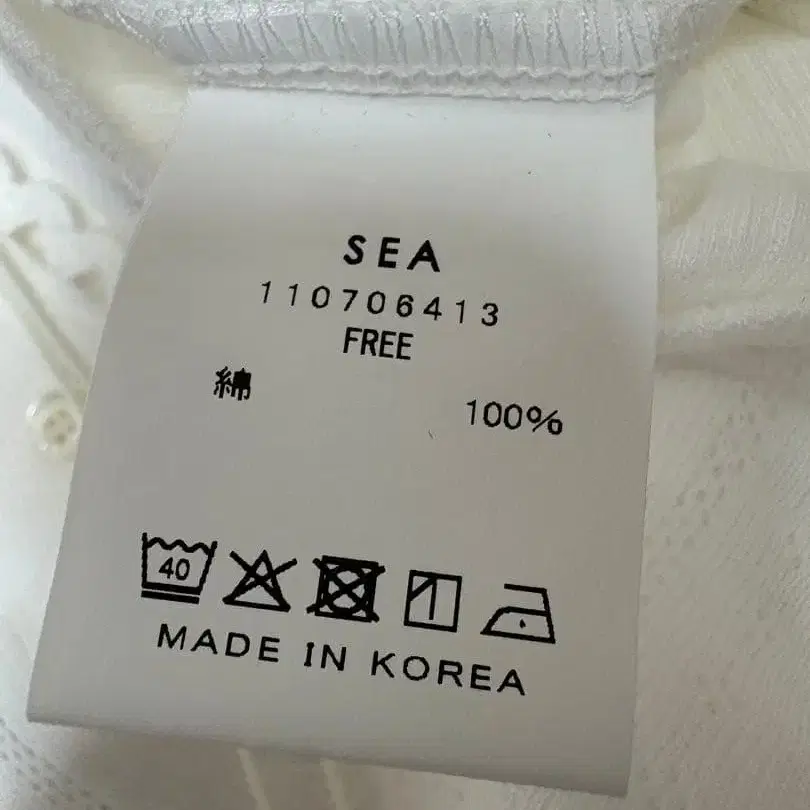 SEA
110706413
FREE
綿 100%
40
MADE IN KOREA